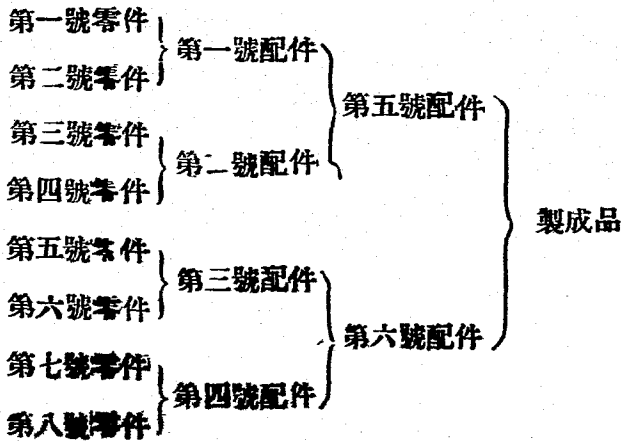 第一號零件
第二號零件
第三號零件
第四號零件
第五號零件
第六號零件
第七號零件
第八號零件
第一號配件
第二號配件
第三號配件
第四號配件
第五號配件
第六號配件
製成品